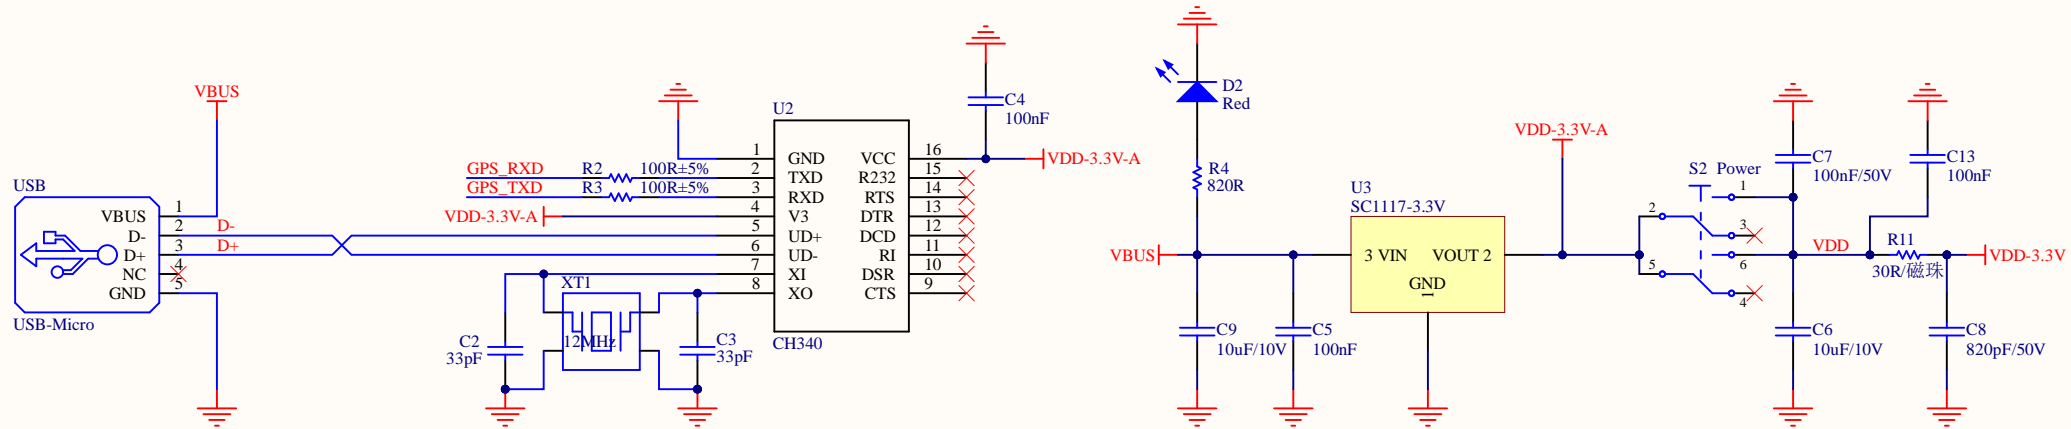 USB
VBUS 1
D- 2
D+ 3
NC 4
GND 5
USB-Micro
VBUS
D-
D+
GPS_RXD R2 100R±5%
GPS_TXD R3 100R±5%
VDD-3.3V-A
U2
1 GND
2 TXD
3 RXD
4 V3
5 UD+
6 UD-
7 XI
8 XO
VCC 16
R232 15
RTS 14
DTR 13
DCD 12
RI 11
DSR 10
CTS 9
CH340
XT1
12MHz
C2
33pF
C3
33pF
C4
100nF
VDD-3.3V-A
D2
Red
R4
820R
VBUS
C9
10uF/10V
C5
100nF
U3
SC1117-3.3V
3 VIN VOUT 2
GND
1
VDD-3.3V-A
S2 Power
1
2
3
5
6
4
C7
100nF/50V
C13
100nF
VDD
R11
30R/磁珠
VDD-3.3V
C6
10uF/10V
C8
820pF/50V